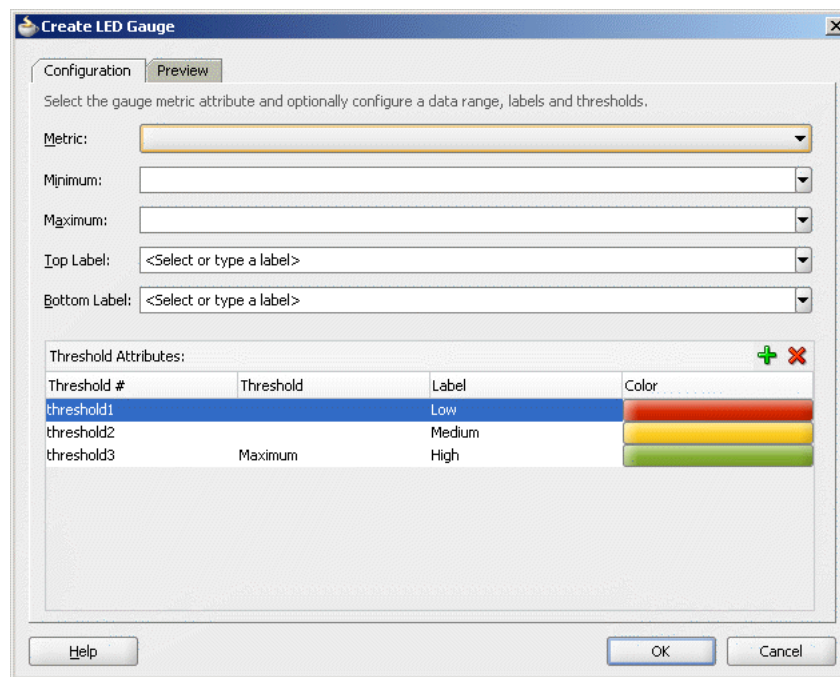 Create LED Gauge
Configuration Preview
Select the gauge metric attribute and optionally configure a data range, labels and thresholds.
Metric:
Minimum:
Maximum:
Top Label: <Select or type a label>
Bottom Label: <Select or type a label>
Threshold Attributes:
Threshold # Threshold Label Color
threshold1 Low
threshold2 Medium
threshold3 Maximum High
Help OK Cancel